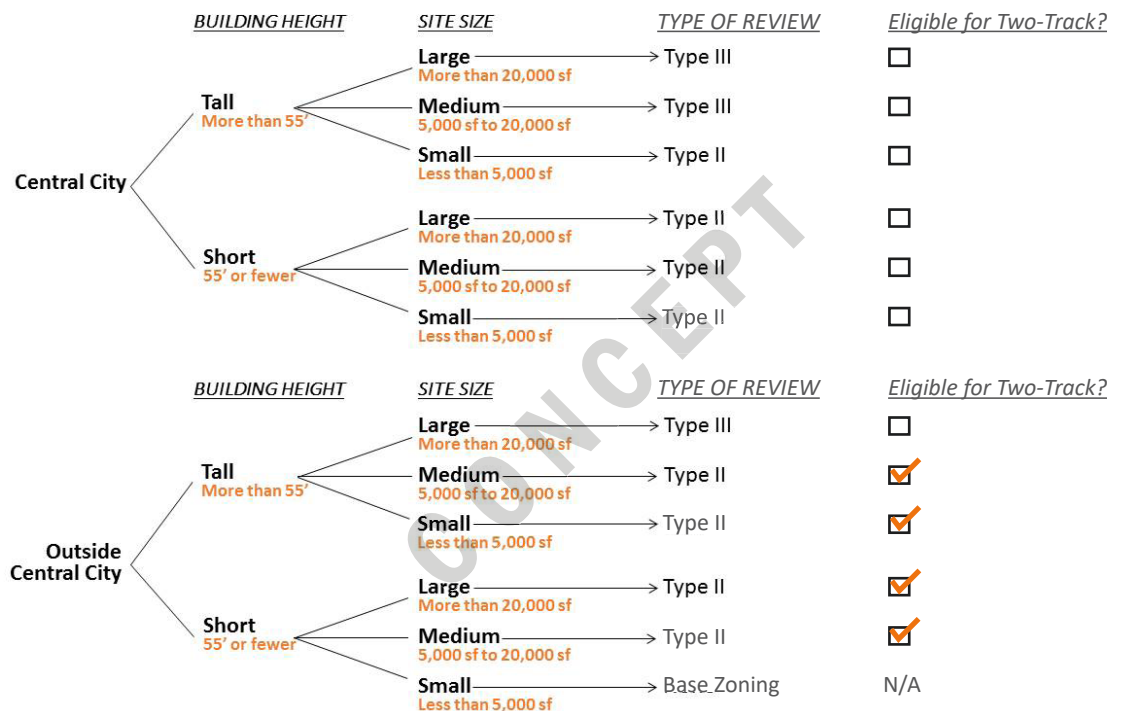 BUILDING HEIGHT SITE SIZE TYPE OF REVIEW Eligible for Two-Track?
Large Type III
More than 20,000 sf
Tall
More than 55'
Medium Type III
5,000 sf to 20,000 sf
Small Type II
Less than 5,000 sf
Central City
Large Type II
More than 20,000 sf
Short
55' or fewer
Medium Type II
5,000 sf to 20,000 sf
Small Type II
Less than 5,000 sf
CONCEPT
BUILDING HEIGHT SITE SIZE TYPE OF REVIEW Eligible for Two-Track?
Large Type III
More than 20,000 sf
Tall
More than 55'
Medium Type II
5,000 sf to 20,000 sf
Small Type II
Less than 5,000 sf
Outside
Central City
Large Type II
More than 20,000 sf
Short
55' or fewer
Medium Type II
5,000 sf to 20,000 sf
Small Base Zoning N/A
Less than 5,000 sf